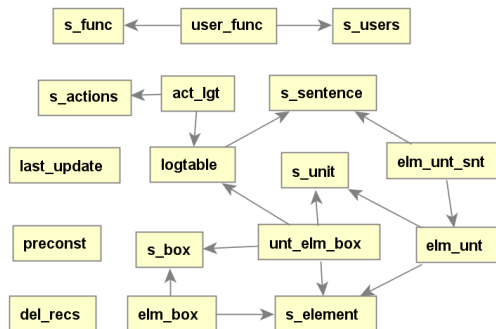 s_func
user_func
s_users
s_actions
act_lgt
s_sentence
last_update
logtable
s_unit
elm_unt_snt
preconst
s_box
unt_elm_box
elm_unt
del_recs
elm_box
s_element